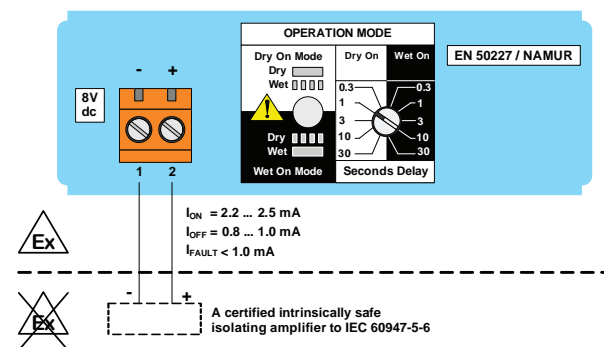 OPERATION MODE
Dry On Mode
Dry On
Wet On
EN 50227 / NAMUR
Dry
Wet
- +
8V
dc
0.3
0.3
1
1
3
3
10
10
30
30
Dry
Wet
Wet On Mode
Seconds Delay
1 2
I_ON = 2.2 ... 2.5 mA
I_OFF = 0.8 ... 1.0 mA
I_FAULT < 1.0 mA
Ex
- +
Ex
A certified intrinsically safe
isolating amplifier to IEC 60947-5-6